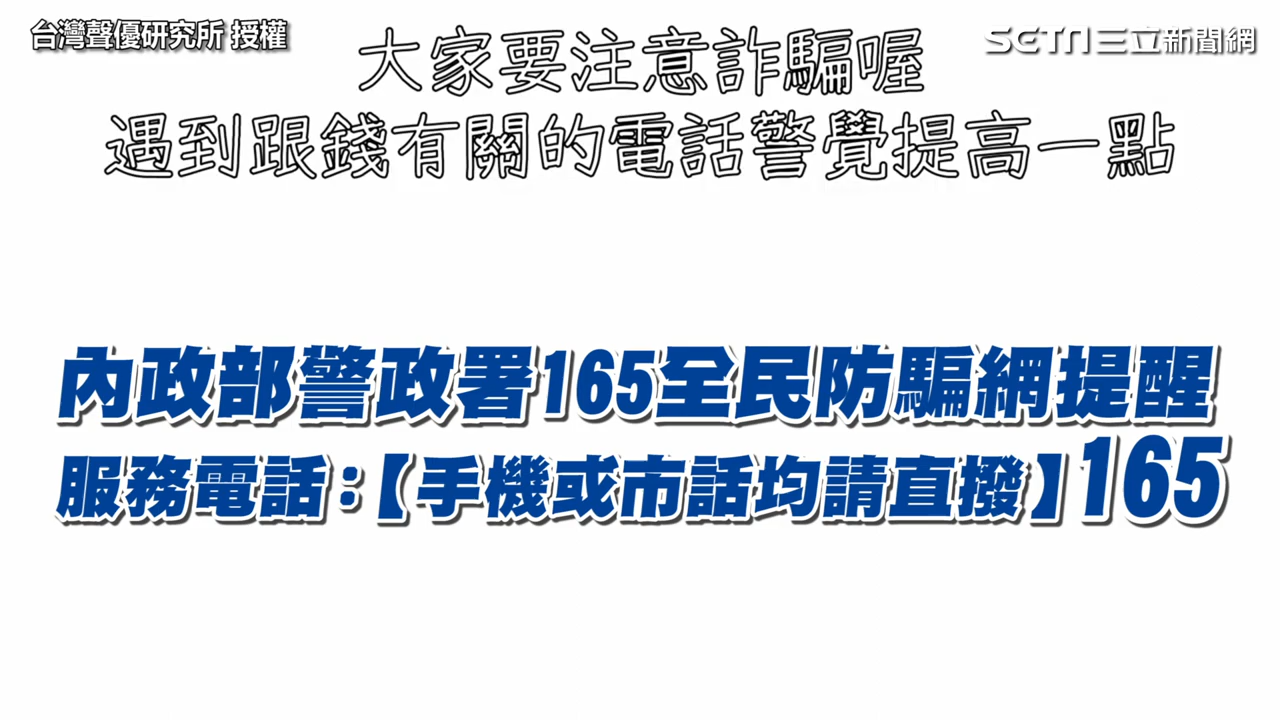 台灣聲優研究所 授權
SETN三立新聞網
大家要注意詐騙喔
遇到跟錢有關的電話警覺提高一點
內政部警政署165全民防騙網提醒
服務電話：【手機或市話均請直撥】165